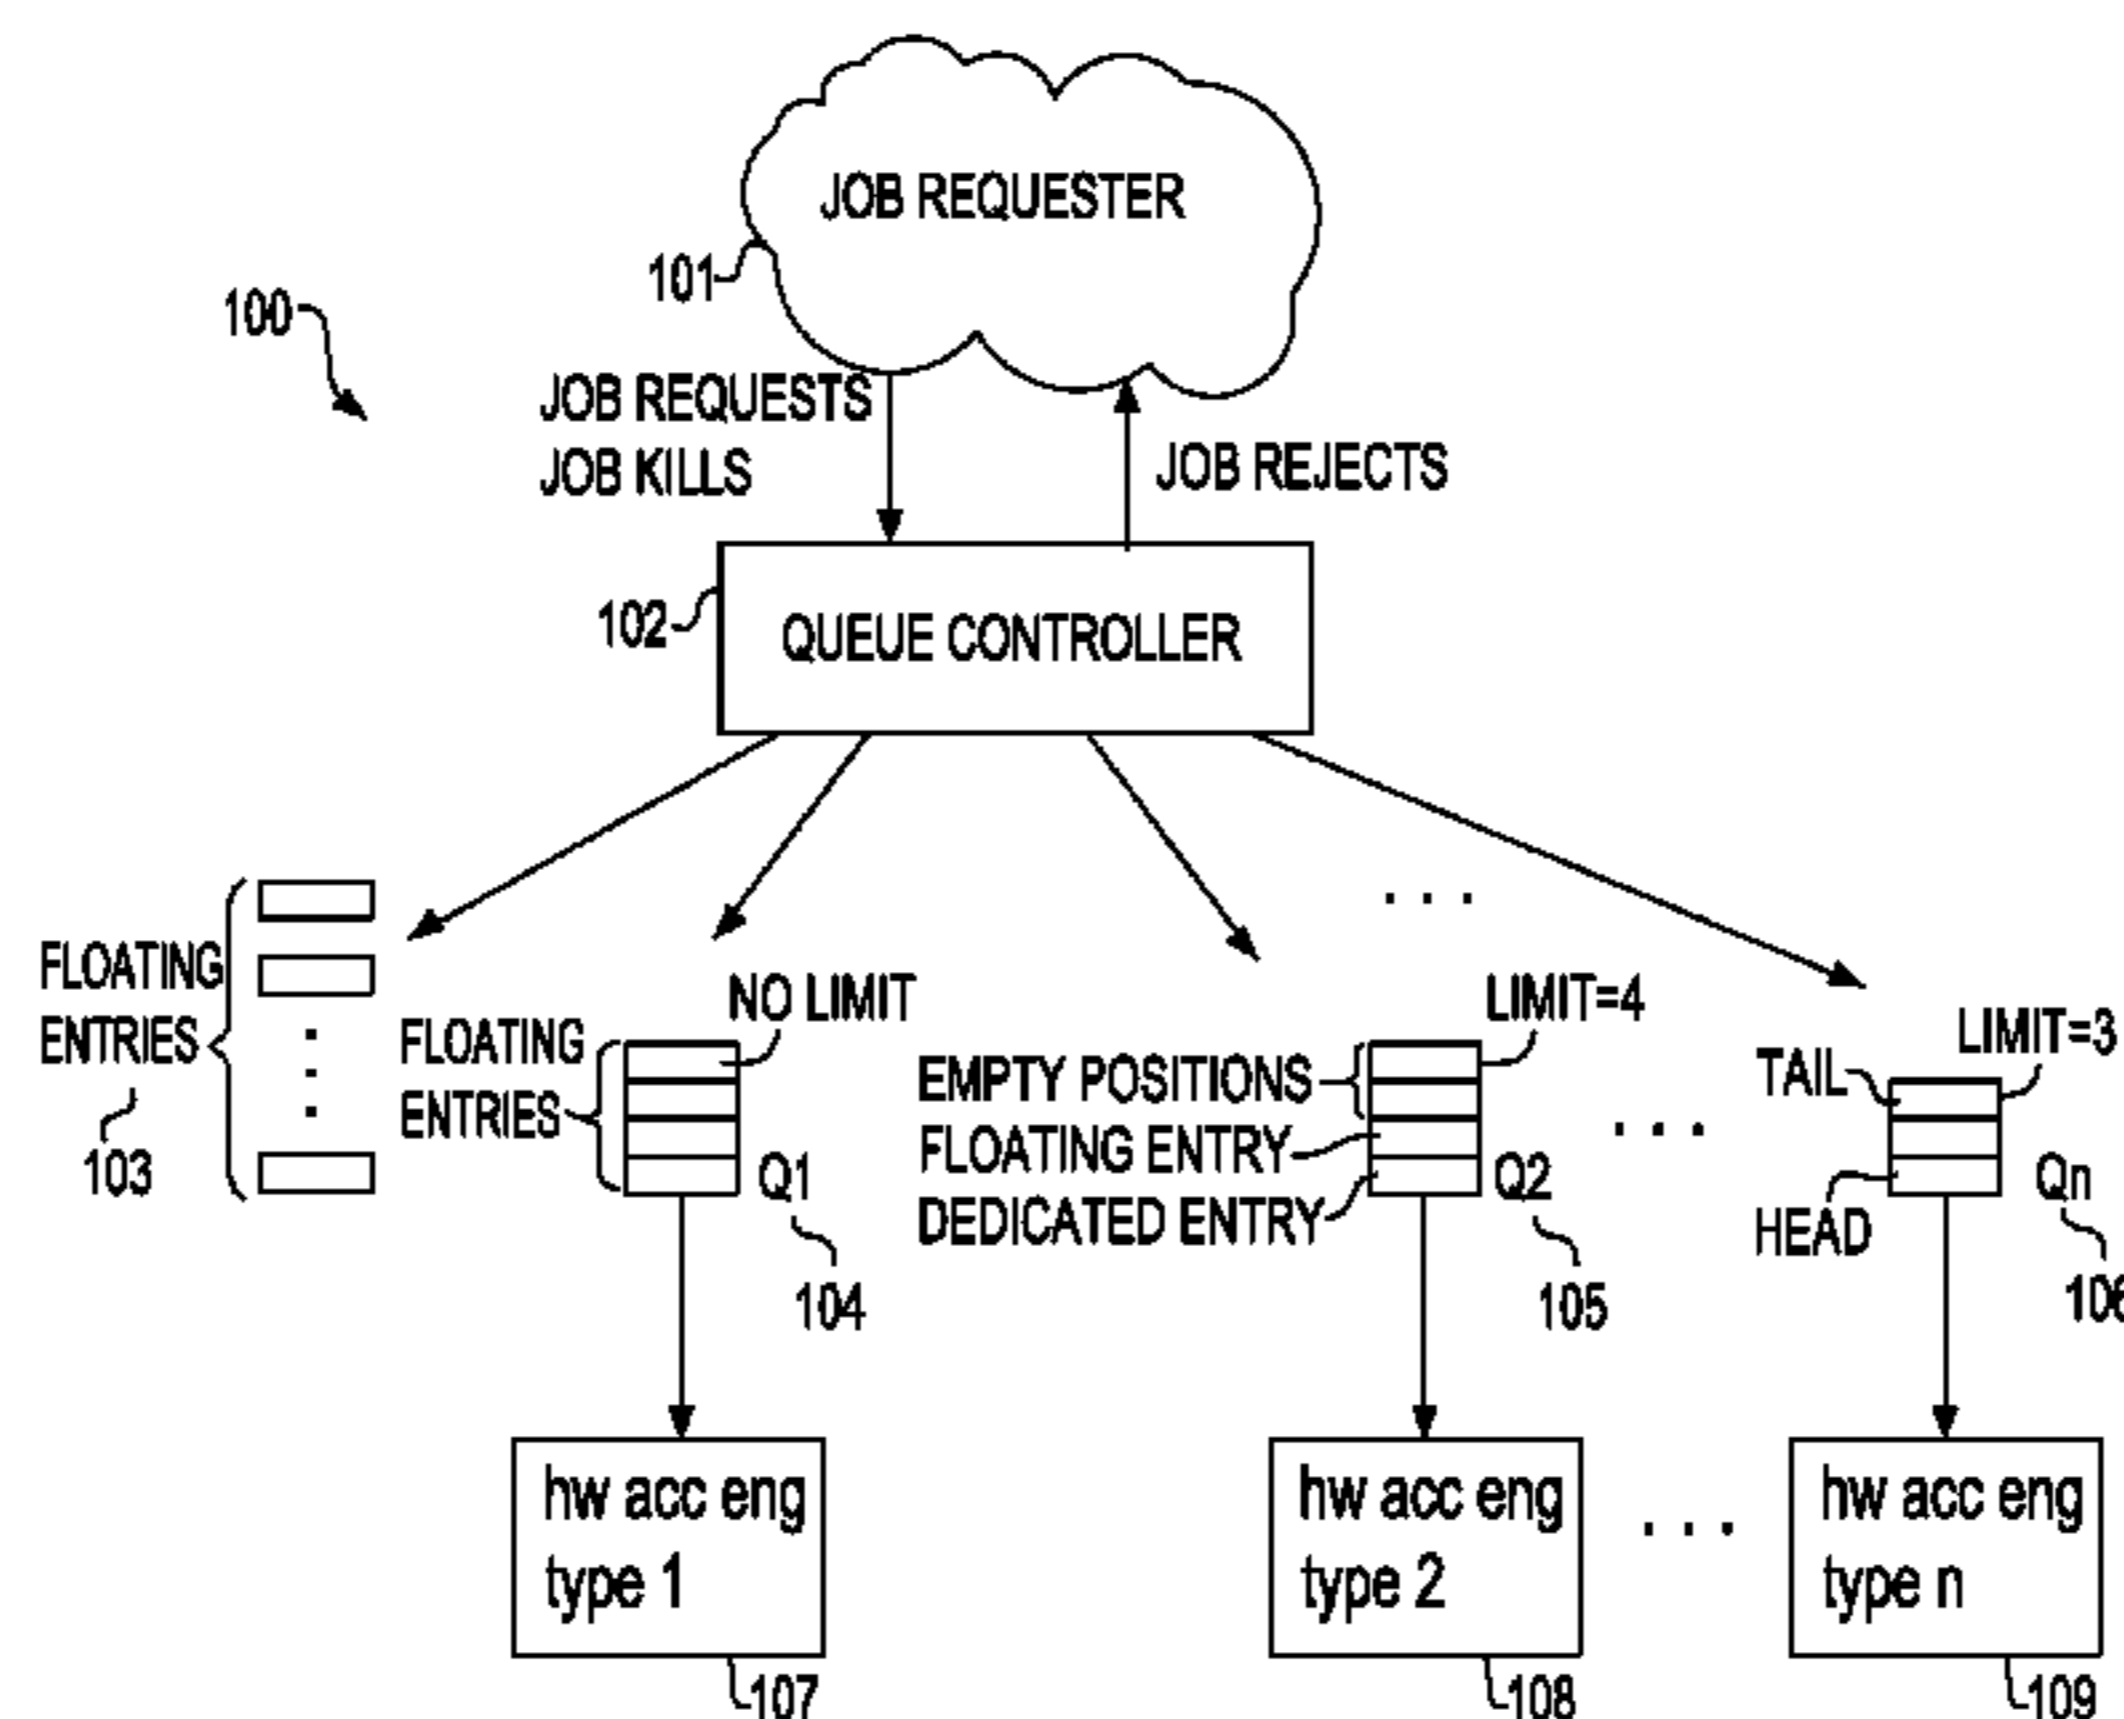 JOB REQUESTER
101
100
JOB REQUESTS
JOB KILLS
JOB REJECTS
102
QUEUE CONTROLLER
. . .
FLOATING
ENTRIES
103
NO LIMIT
FLOATING
ENTRIES
Q1
104
LIMIT=4
EMPTY POSITIONS
FLOATING ENTRY
DEDICATED ENTRY
Q2
105
. . .
LIMIT=3
TAIL
HEAD
Qn
106
hw acc eng
type 1
107
hw acc eng
type 2
108
. . .
hw acc eng
type n
109